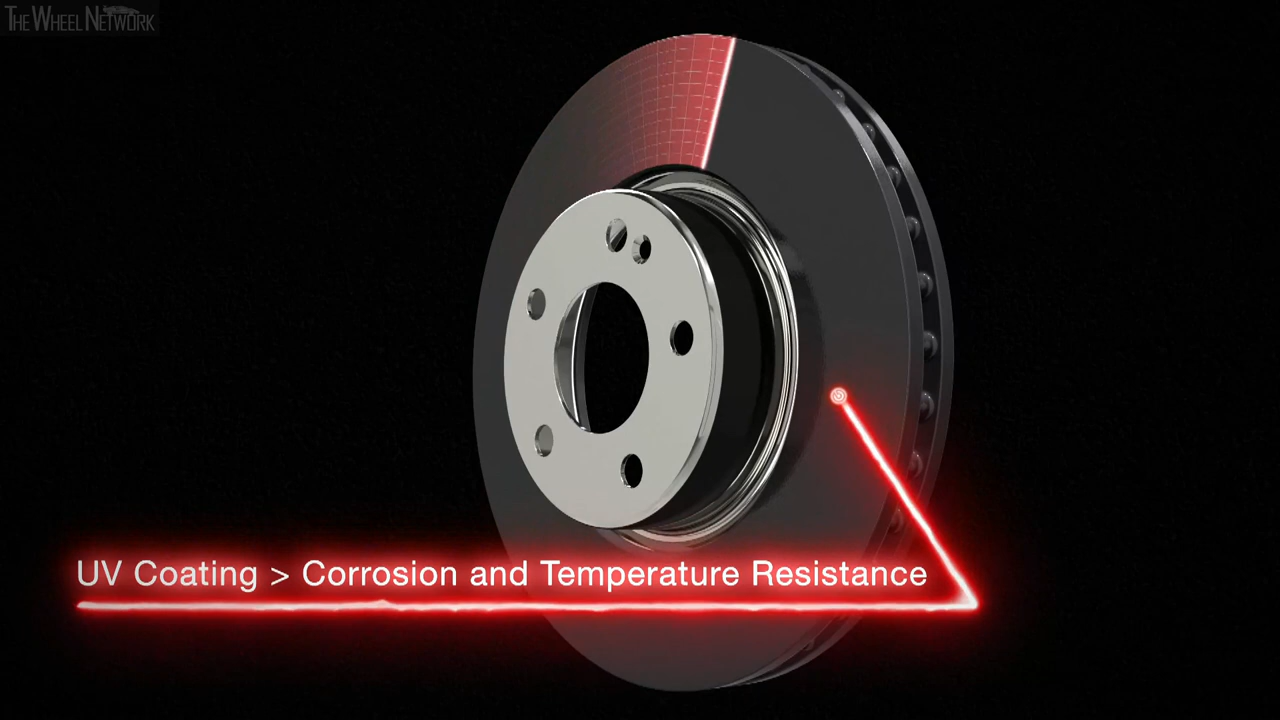 THE WHEEL NETWORK
UV Coating > Corrosion and Temperature Resistance